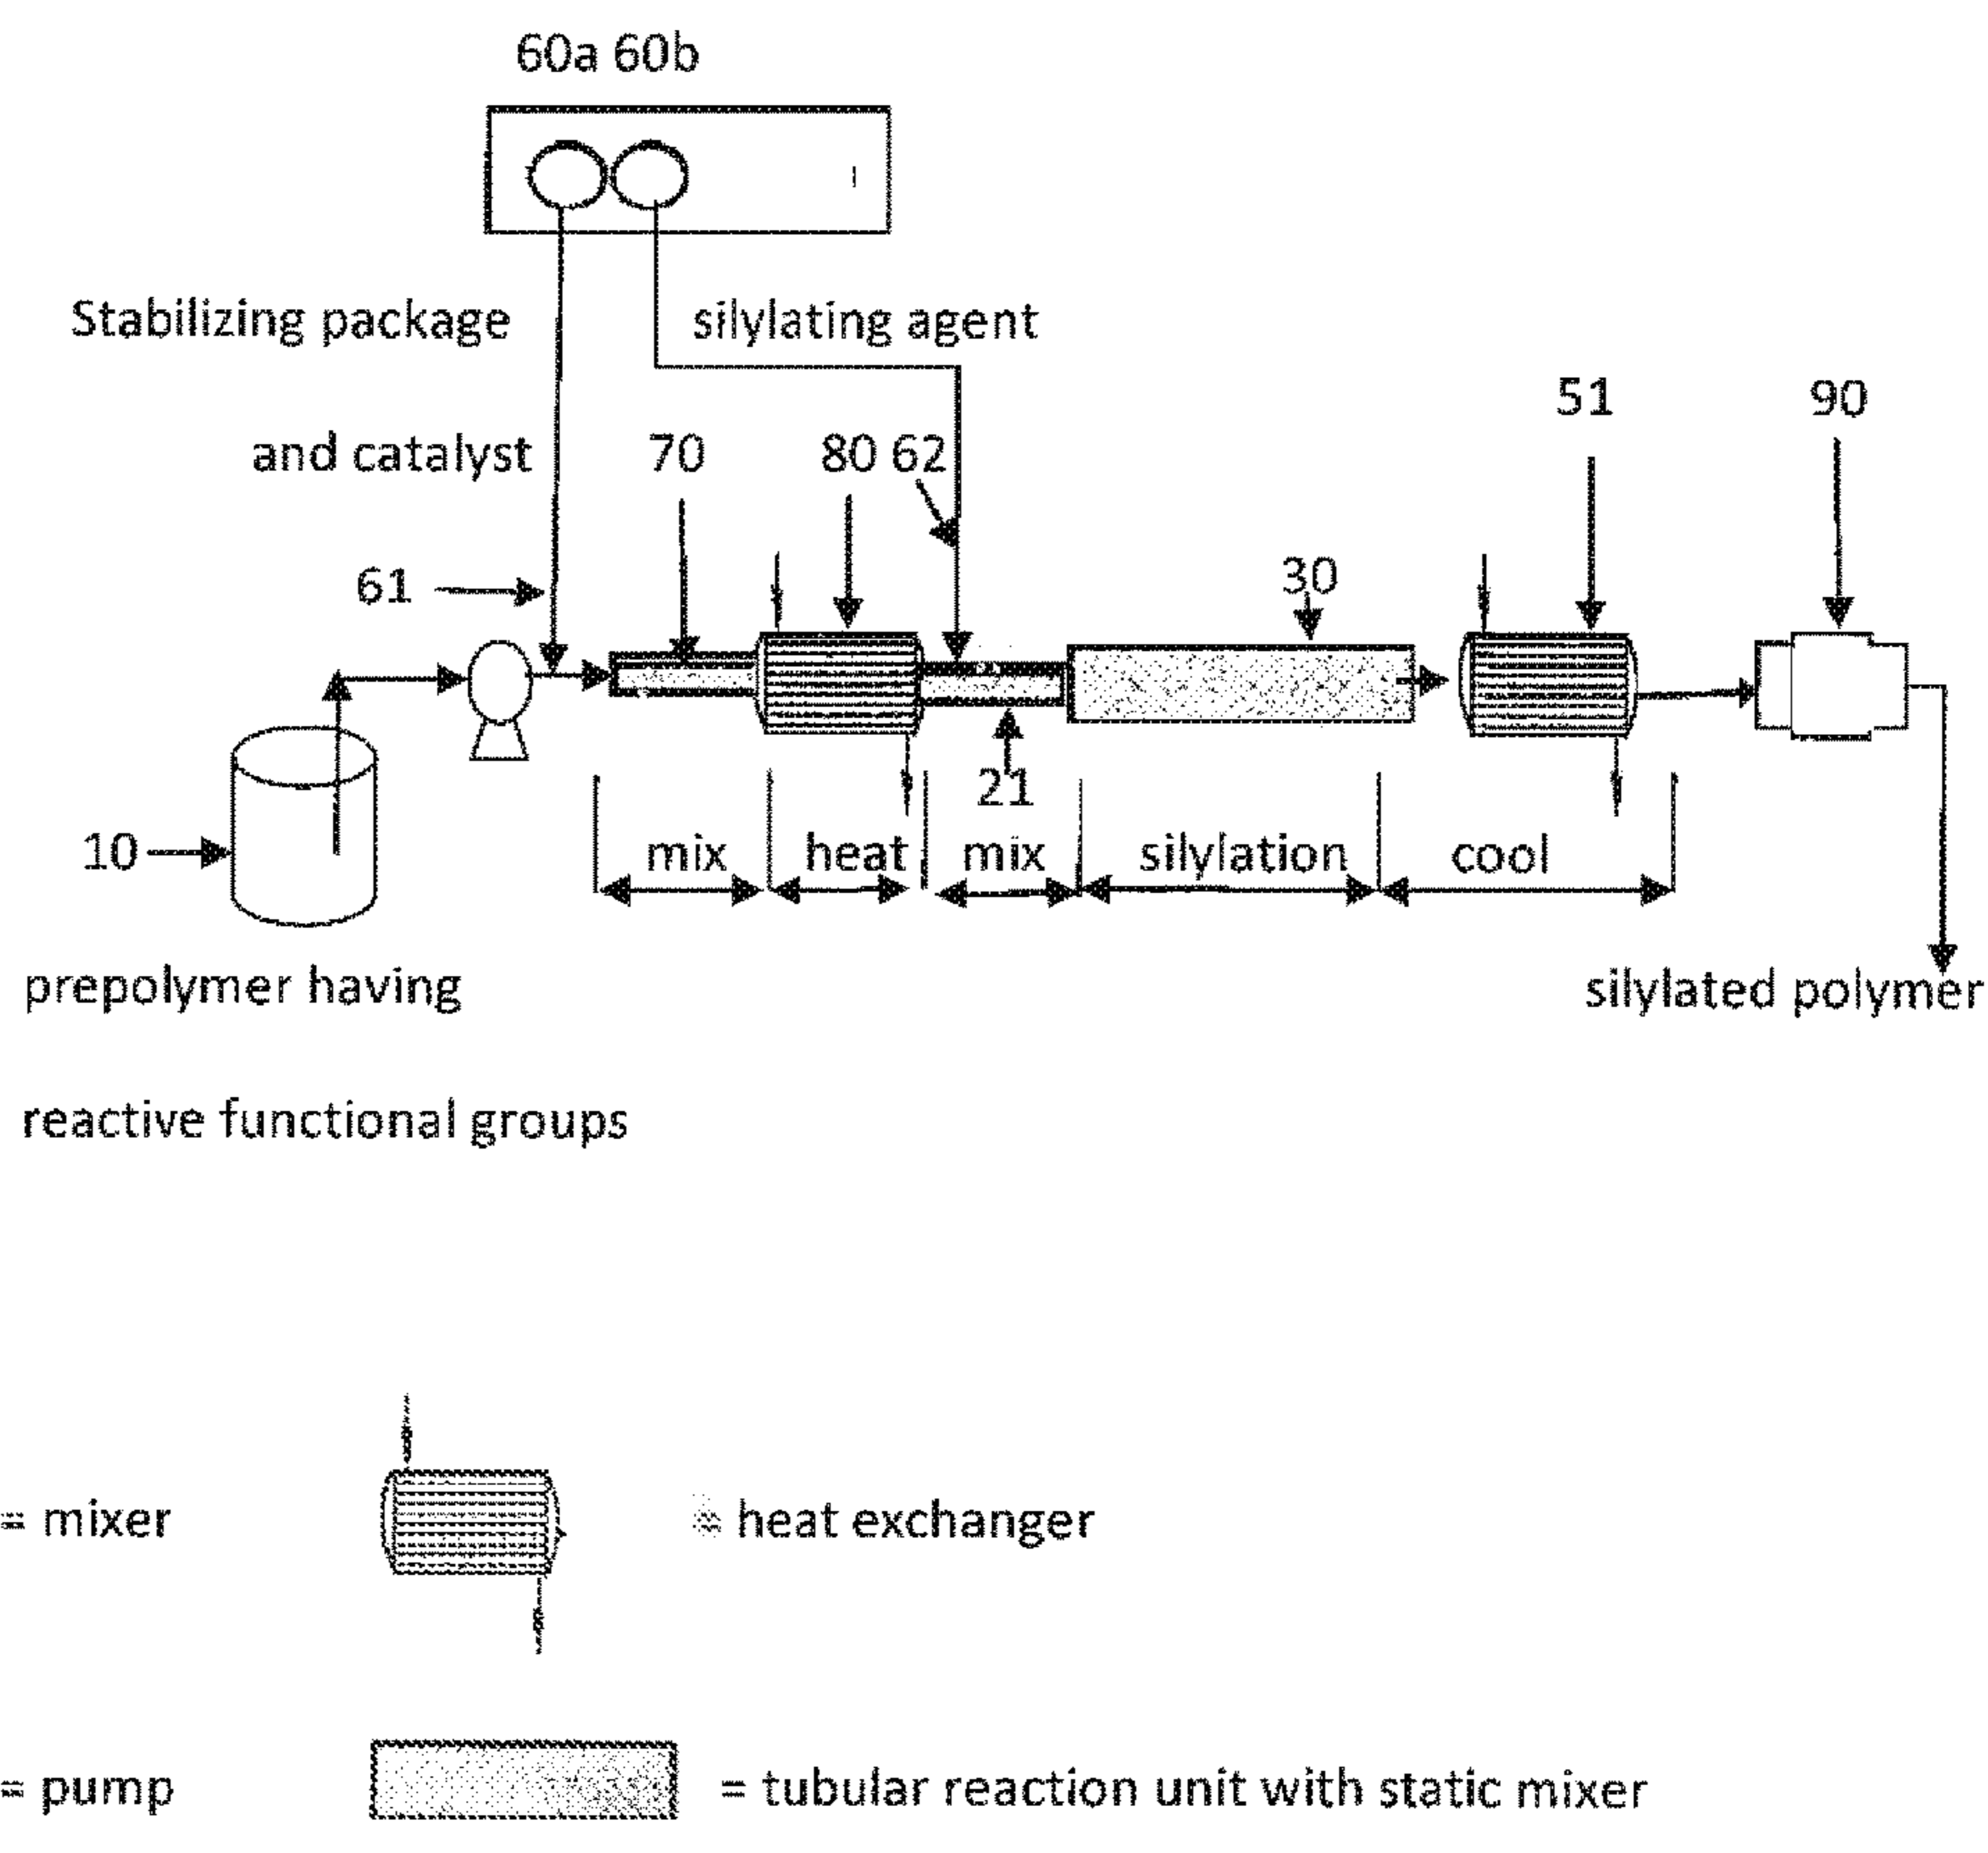 60a 60b
Stabilizing package silylating agent
51 90
and catalyst 70 80 62
61 30
21
10 mix heat mix silylation cool
prepolymer having silylated polymer
reactive functional groups
= mixer = heat exchanger
= pump = tubular reaction unit with static mixer